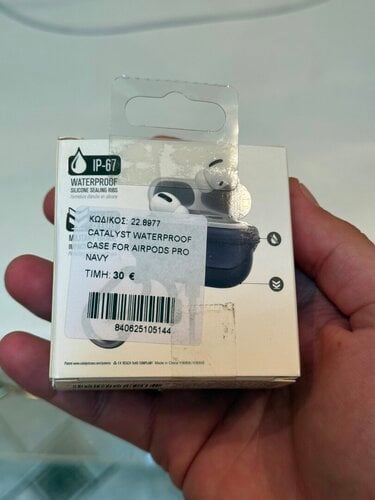 IP-67
WATERPROOF
SILICONE SEALING RIBS
ΚΩΔΙΚΟΣ: 22.8977
CATALYST WATERPROOF
CASE FOR AIRPODS PRO
NAVY
ΤΙΜΗ: 30 €
840625105144